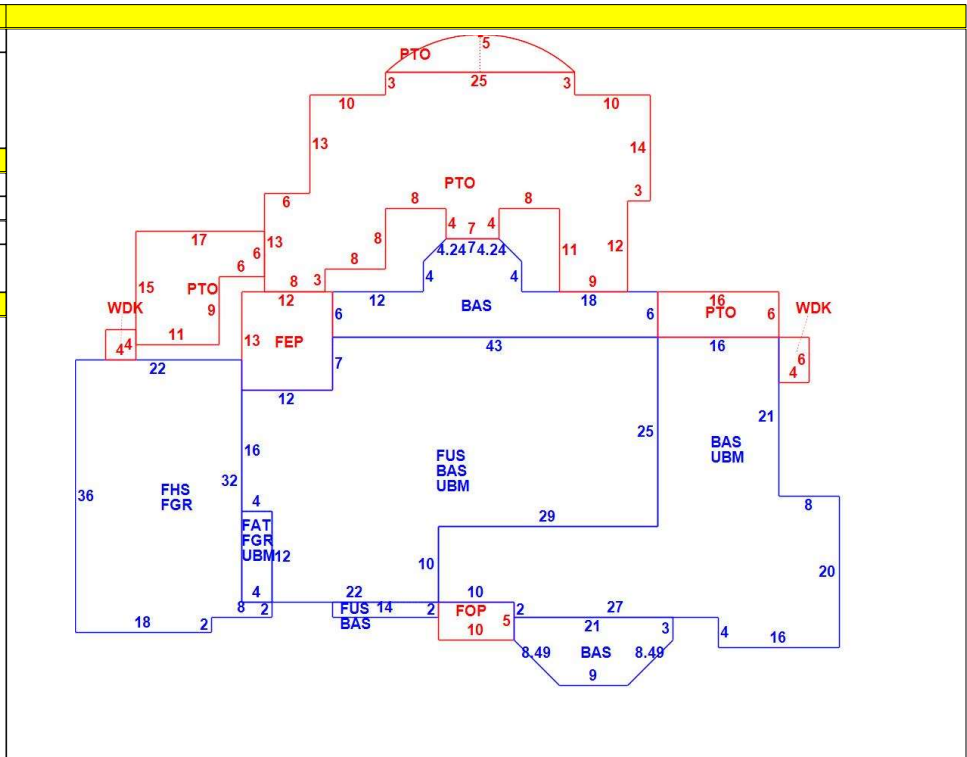 5
PTO
3 25 3
10 10
13 14
PTO
6 8 8 3
4 7 4
17 13 8 11 12
6 4.24 7 4.24
6 8
15 PTO 8 3 4 4 9
12 12 18 16
WDK 9 BAS PTO WDK
6 6 6
4 4 11 13 FEP 43 16 6
22 7 4
12 21
25 BAS
16 FUS UBM
36 FHS 32 BAS
FGR UBM 8
4 29
FAT
FGR
UBM 12 10 20
4 22 10
8 2 FUS 14 2 FOP 2 27
BAS 5 21 3
18 2 10 4 16
8.49 BAS 8.49
9